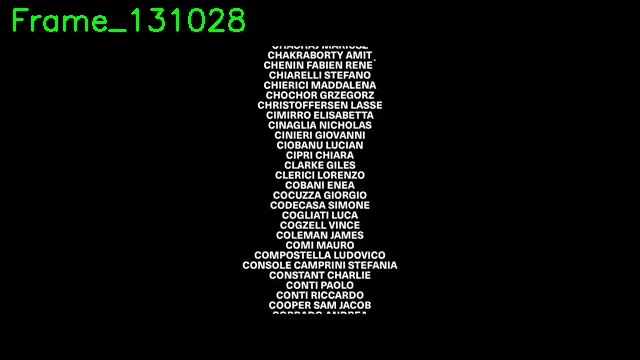 Frame_131028
CHAKRABORTY AMIT
CHENIN FABIEN RENE
CHIARELLI STEFANO
CHIERICI MADDALENA
CHOCHOR GRZEGORZ
CHRISTOFFERSEN LASSE
CIMIRRO ELISABETTA
CINAGLIA NICHOLAS
CINIERI GIOVANNI
CIOBANU LUCIAN
CIPRI CHIARA
CLARKE GILES
CLERICI LORENZO
COBANI ENEA
COCUZZA GIORGIO
CODECASA SIMONE
COGLIATI LUCA
COGZELL VINCE
COLEMAN JAMES
COMI MAURO
COMPOSTELLA LUDOVICO
CONSOLE CAMPRINI STEFANIA
CONSTANT CHARLIE
CONTI PAOLO
CONTI RICCARDO
COOPER SAM JACOB